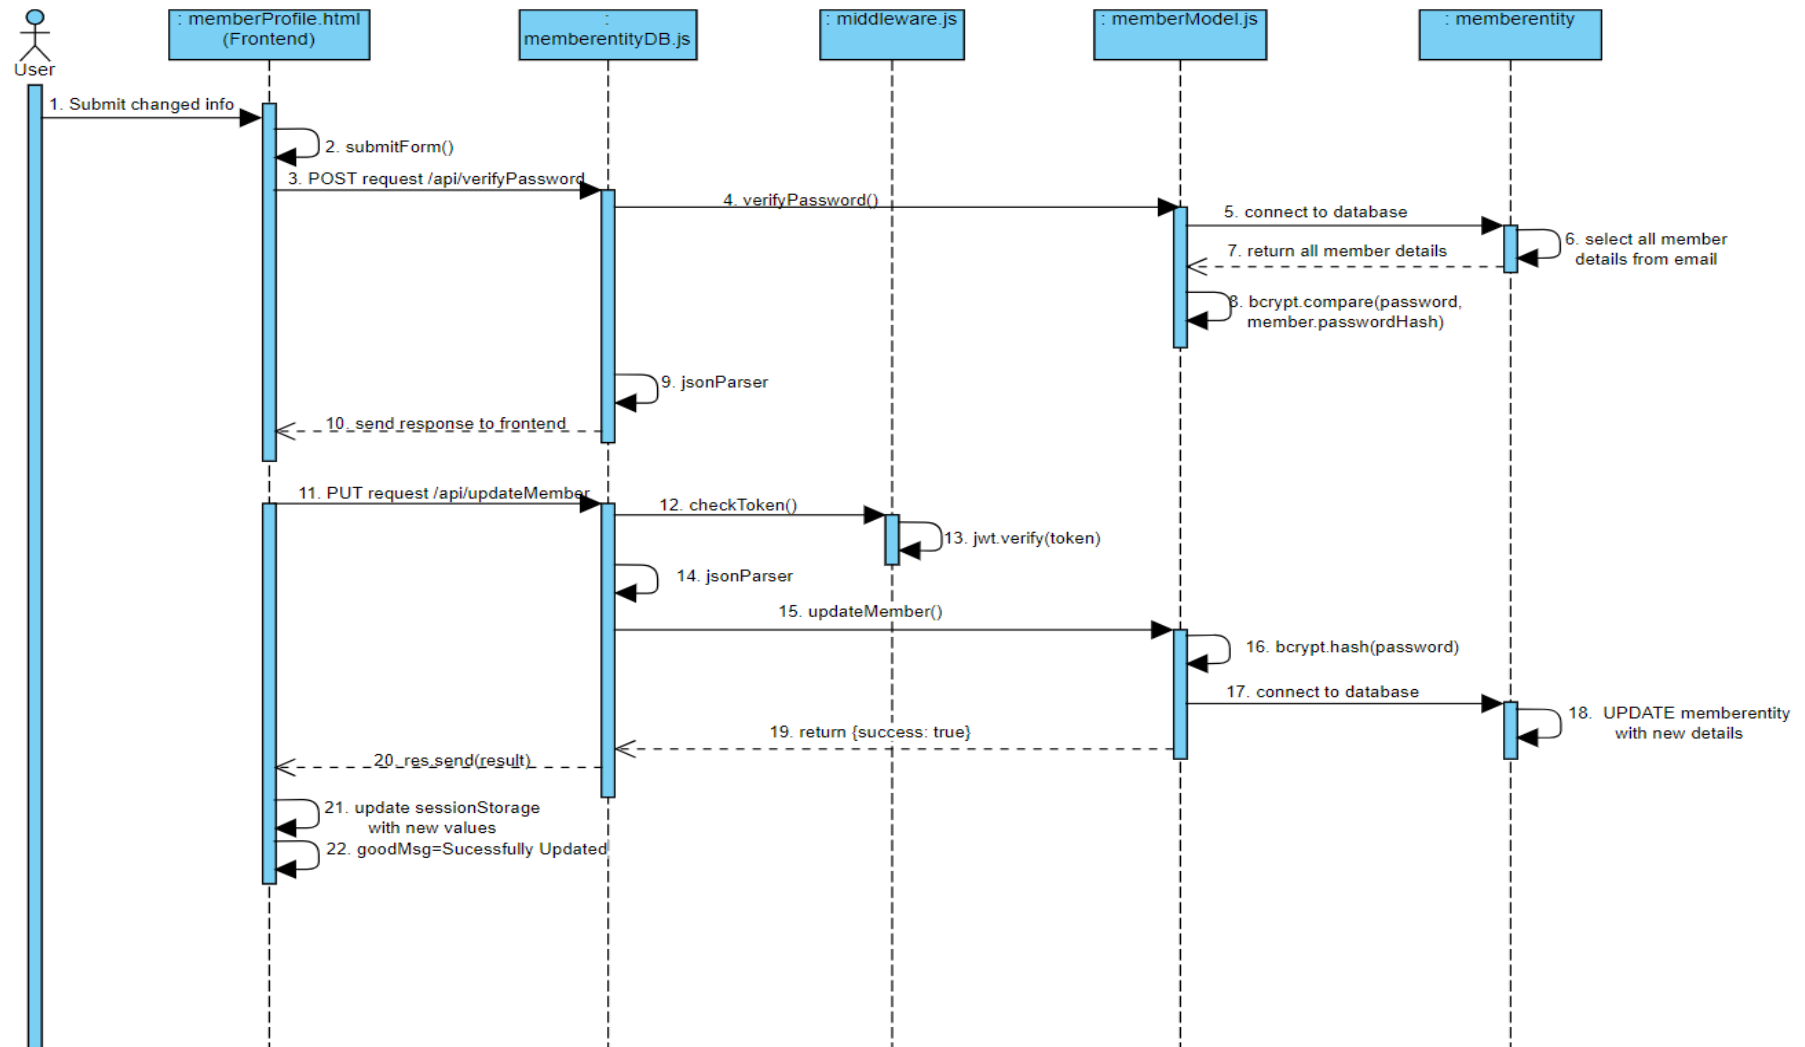 : memberProfile.html
(Frontend)
:
memberentityDB.js
: middleware.js
: memberModel.js
: memberentity
User
1. Submit changed info
2. submitForm()
3. POST request /api/verifyPassword
4. verifyPassword()
5. connect to database
6. select all member
details from email
7. return all member details
8. bcrypt.compare(password,
member.passwordHash)
9. jsonParser
10. send response to frontend
11. PUT request /api/updateMember
12. checkToken()
13. jwt.verify(token)
14. jsonParser
15. updateMember()
16. bcrypt.hash(password)
17. connect to database
18. UPDATE memberentity
with new details
19. return {success: true}
20. res.send(result)
21. update sessionStorage
with new values
22. goodMsg=Sucessfully Updated